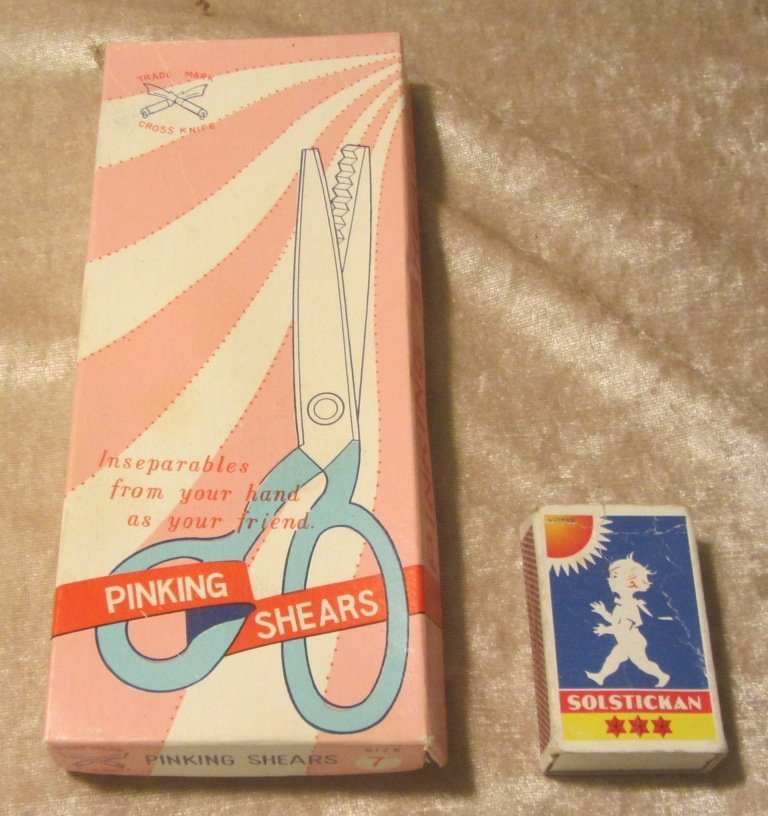 TRADE MARK
CROSS KNIFE
Inseparables
from your hand
as your friend.
PINKING
SHEARS
PINKING SHEARS
SIZE
7
SOLSTICKAN